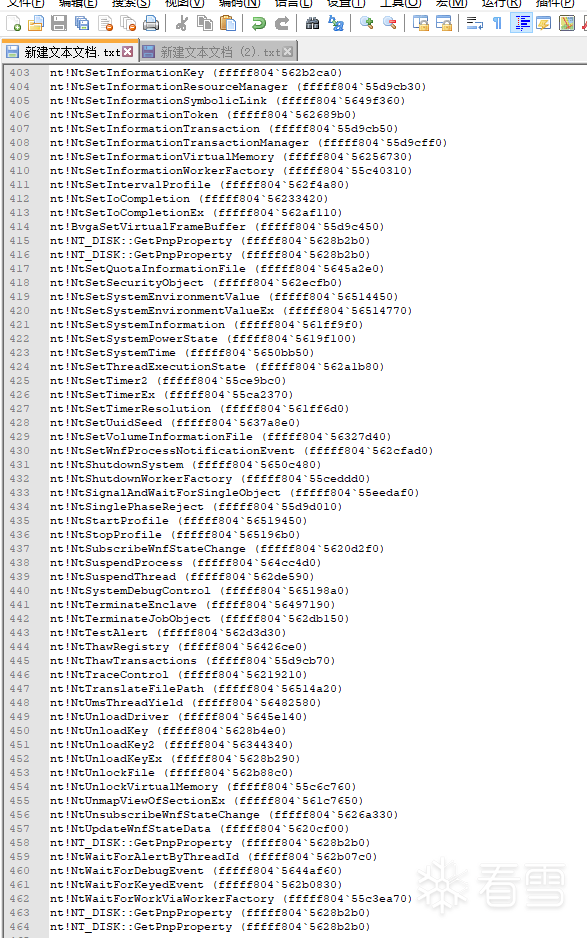 文件(F) 编辑(E) 搜索(S) 视图(V) 编码(N) 语言(L) 设置(T) 工具(O) 宏(M) 运行(R) 插件(P)
新建文本文档.txt 新建文本文档 (2).txt
403 nt!NtSetInformationKey (fffff804`562b2ca0)
404 nt!NtSetInformationResourceManager (fffff804`55d9cb30)
405 nt!NtSetInformationSymbolicLink (fffff804`5649f360)
406 nt!NtSetInformationToken (fffff804`562689b0)
407 nt!NtSetInformationTransaction (fffff804`55d9cb50)
408 nt!NtSetInformationTransactionManager (fffff804`55d9cff0)
409 nt!NtSetInformationVirtualMemory (fffff804`56256730)
410 nt!NtSetInformationWorkerFactory (fffff804`55c40310)
411 nt!NtSetIntervalProfile (fffff804`562f4a80)
412 nt!NtSetIoCompletion (fffff804`56233420)
413 nt!NtSetIoCompletionEx (fffff804`562af110)
414 nt!BvgaSetVirtualFrameBuffer (fffff804`55d9c450)
415 nt!NT_DISK::GetPnpProperty (fffff804`5628b2b0)
416 nt!NT_DISK::GetPnpProperty (fffff804`5628b2b0)
417 nt!NtSetQuotaInformationFile (fffff804`5645a2e0)
418 nt!NtSetSecurityObject (fffff804`562ecfb0)
419 nt!NtSetSystemEnvironmentValue (fffff804`56514450)
420 nt!NtSetSystemEnvironmentValueEx (fffff804`56514770)
421 nt!NtSetSystemInformation (fffff804`561ff9f0)
422 nt!NtSetSystemPowerState (fffff804`5619f100)
423 nt!NtSetSystemTime (fffff804`5650bb50)
424 nt!NtSetThreadExecutionState (fffff804`562a1b80)
425 nt!NtSetTimer2 (fffff804`55ce9bc0)
426 nt!NtSetTimerEx (fffff804`55ca2370)
427 nt!NtSetTimerResolution (fffff804`561ff6d0)
428 nt!NtSetUuidSeed (fffff804`5637a8e0)
429 nt!NtSetVolumeInformationFile (fffff804`56327d40)
430 nt!NtSetWnfProcessNotificationEvent (fffff804`562cfad0)
431 nt!NtShutdownSystem (fffff804`5650c480)
432 nt!NtShutdownWorkerFactory (fffff804`55ceddd0)
433 nt!NtSignalAndWaitForSingleObject (fffff804`55eedaf0)
434 nt!NtSinglePhaseReject (fffff804`55d9d010)
435 nt!NtStartProfile (fffff804`56519450)
436 nt!NtStopProfile (fffff804`565196b0)
437 nt!NtSubscribeWnfStateChange (fffff804`5620d2f0)
438 nt!NtSuspendProcess (fffff804`564cc4d0)
439 nt!NtSuspendThread (fffff804`562de590)
440 nt!NtSystemDebugControl (fffff804`565198a0)
441 nt!NtTerminateEnclave (fffff804`56497190)
442 nt!NtTerminateJobObject (fffff804`562db150)
443 nt!NtTestAlert (fffff804`562d3d30)
444 nt!NtThawRegistry (fffff804`56426ce0)
445 nt!NtThawTransactions (fffff804`55d9cb70)
446 nt!NtTraceControl (fffff804`56219210)
447 nt!NtTranslateFilePath (fffff804`56514a20)
448 nt!NtUmsThreadYield (fffff804`56482580)
449 nt!NtUnloadDriver (fffff804`5645e140)
450 nt!NtUnloadKey (fffff804`5628b4e0)
451 nt!NtUnloadKey2 (fffff804`56344340)
452 nt!NtUnloadKeyEx (fffff804`5628b290)
453 nt!NtUnlockFile (fffff804`562b88c0)
454 nt!NtUnlockVirtualMemory (fffff804`55c6c760)
455 nt!NtUnmapViewOfSectionEx (fffff804`561c7650)
456 nt!NtUnsubscribeWnfStateChange (fffff804`5626a330)
457 nt!NtUpdateWnfStateData (fffff804`5620cf00)
458 nt!NT_DISK::GetPnpProperty (fffff804`5628b2b0)
459 nt!NtWaitForAlertByThreadId (fffff804`562b07c0)
460 nt!NtWaitForDebugEvent (fffff804`5644af60)
461 nt!NtWaitForKeyedEvent (fffff804`562b0830)
462 nt!NtWaitForWorkViaWorkerFactory (fffff804`55c3ea70)
463 nt!NT_DISK::GetPnpProperty (fffff804`5628b2b0)
464 nt!NT_DISK::GetPnpProperty (fffff804`5628b2b0)
看雪